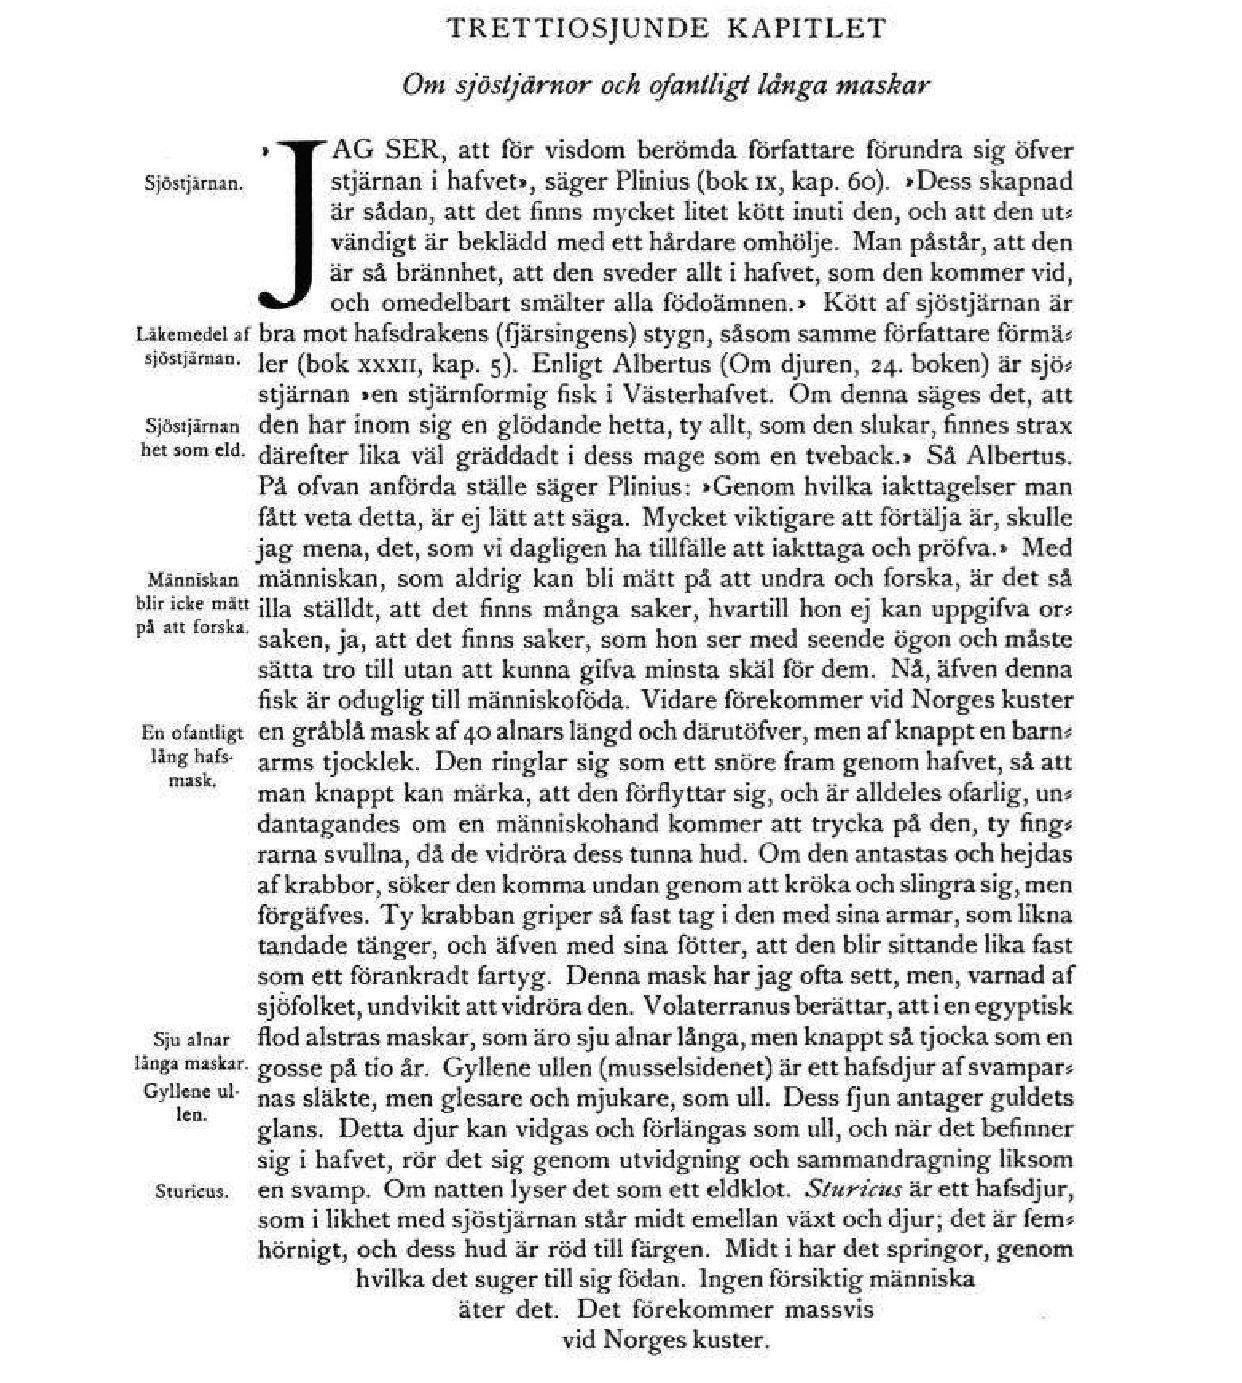 TRETTIOSJUNDE KAPITLET
Om sjöstjärnor och ofantligt långa maskar
»JAG SER, att för visdom berömda författare förundra sig öfver
Sjöstjärnan.
stjärnan i hafvet», säger Plinius (bok IX, kap. 60). »Dess skapnad
är sådan, att det finns mycket litet kött inuti den, och att den ut⸗
vändigt är beklädd med ett hårdare omhölje. Man påstår, att den
är så brännhet, att den sveder allt i hafvet, som den kommer vid,
och omedelbart smälter alla födoämnen.» Kött af sjöstjärnan är
Läkemedel af
sjöstjärnan.
bra mot hafsdrakens (fjärsingens) stygn, såsom samme författare förmä⸗
ler (bok XXXII, kap. 5). Enligt Albertus (Om djuren, 24. boken) är sjö⸗
stjärnan »en stjärnformig fisk i Västerhafvet. Om denna säges det, att
Sjöstjärnan
het som eld.
den har inom sig en glödande hetta, ty allt, som den slukar, finnes strax
därefter lika väl gräddadt i dess mage som en tveback.» Så Albertus.
På ofvan anförda ställe säger Plinius: »Genom hvilka iakttagelser man
fått veta detta, är ej lätt att säga. Mycket viktigare att förtälja är, skulle
jag mena, det, som vi dagligen ha tillfälle att iakttaga och pröfva.» Med
Människan
blir icke mätt
på att forska.
människan, som aldrig kan bli mätt på att undra och forska, är det så
illa ställdt, att det finns många saker, hvartill hon ej kan uppgifva or⸗
saken, ja, att det finns saker, som hon ser med seende ögon och måste
sätta tro till utan att kunna gifva minsta skäl för dem. Nå, äfven denna
fisk är oduglig till människoföda. Vidare förekommer vid Norges kuster
En ofantligt
lång hafs-
mask.
en gråblå mask af 40 alnars längd och därutöfver, men af knappt en barn⸗
arms tjocklek. Den ringlar sig som ett snöre fram genom hafvet, så att
man knappt kan märka, att den förflyttar sig, och är alldeles ofarlig, un⸗
dantagandes om en människohand kommer att trycka på den, ty fing⸗
rarna svullna, då de vidröra dess tunna hud. Om den antastas och hejdas
af krabbor, söker den komma undan genom att kröka och slingra sig, men
förgäfves. Ty krabban griper så fast tag i den med sina armar, som likna
tandade tänger, och äfven med sina fötter, att den blir sittande lika fast
som ett förankradt fartyg. Denna mask har jag ofta sett, men, varnad af
sjöfolket, undvikit att vidröra den. Volaterranus berättar, att i en egyptisk
Sju alnar
långa maskar.
flod alstras maskar, som äro sju alnar långa, men knappt så tjocka som en
gosse på tio år. Gyllene ullen (musselsidenet) är ett hafsdjur af svampar⸗
Gyllene ul-
len.
nas släkte, men glesare och mjukare, som ull. Dess fjun antager guldets
glans. Detta djur kan vidgas och förlängas som ull, och när det befinner
sig i hafvet, rör det sig genom utvidgning och sammandragning liksom
Sturicus.
en svamp. Om natten lyser det som ett eldklot. Sturicus är ett hafsdjur,
som i likhet med sjöstjärnan står midt emellan växt och djur; det är fem⸗
hörnigt, och dess hud är röd till färgen. Midt i har det springor, genom
hvilka det suger till sig födan. Ingen försiktig människa
äter det. Det förekommer massvis
vid Norges kuster.